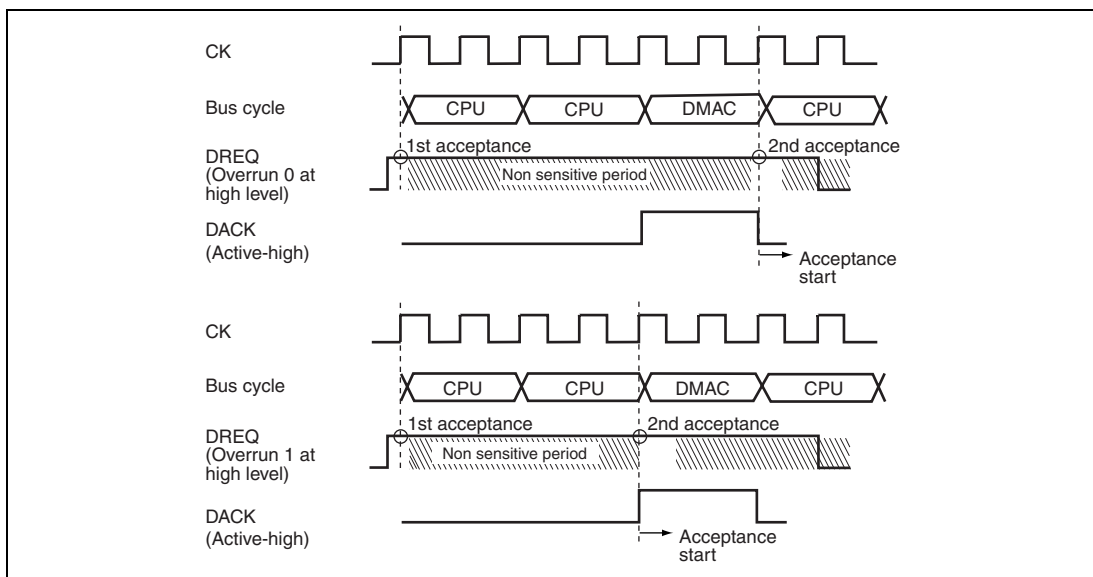 CK
Bus cycle
CPU
CPU
DMAC
CPU
DREQ
(Overrun 0 at
high level)
1st acceptance
2nd acceptance
Non sensitive period
DACK
(Active-high)
Acceptance
start
CK
Bus cycle
CPU
CPU
DMAC
CPU
DREQ
(Overrun 1 at
high level)
1st acceptance
2nd acceptance
Non sensitive period
DACK
(Active-high)
Acceptance
start